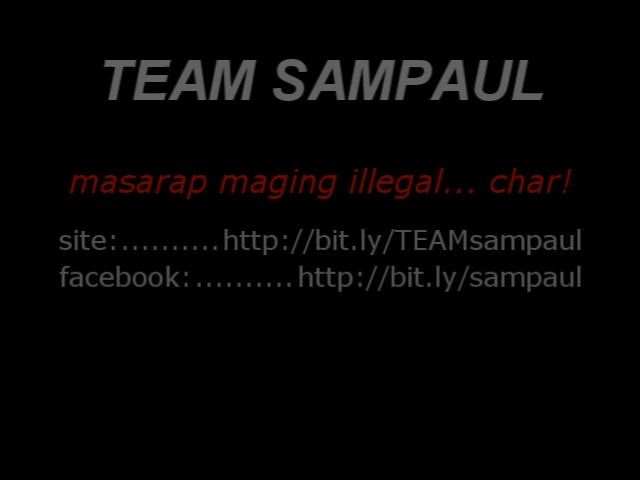 TEAM SAMPAUL
masarap maging illegal... char!
site:..........http://bit.ly/TEAMsampaul
facebook:..........http://bit.ly/sampaul